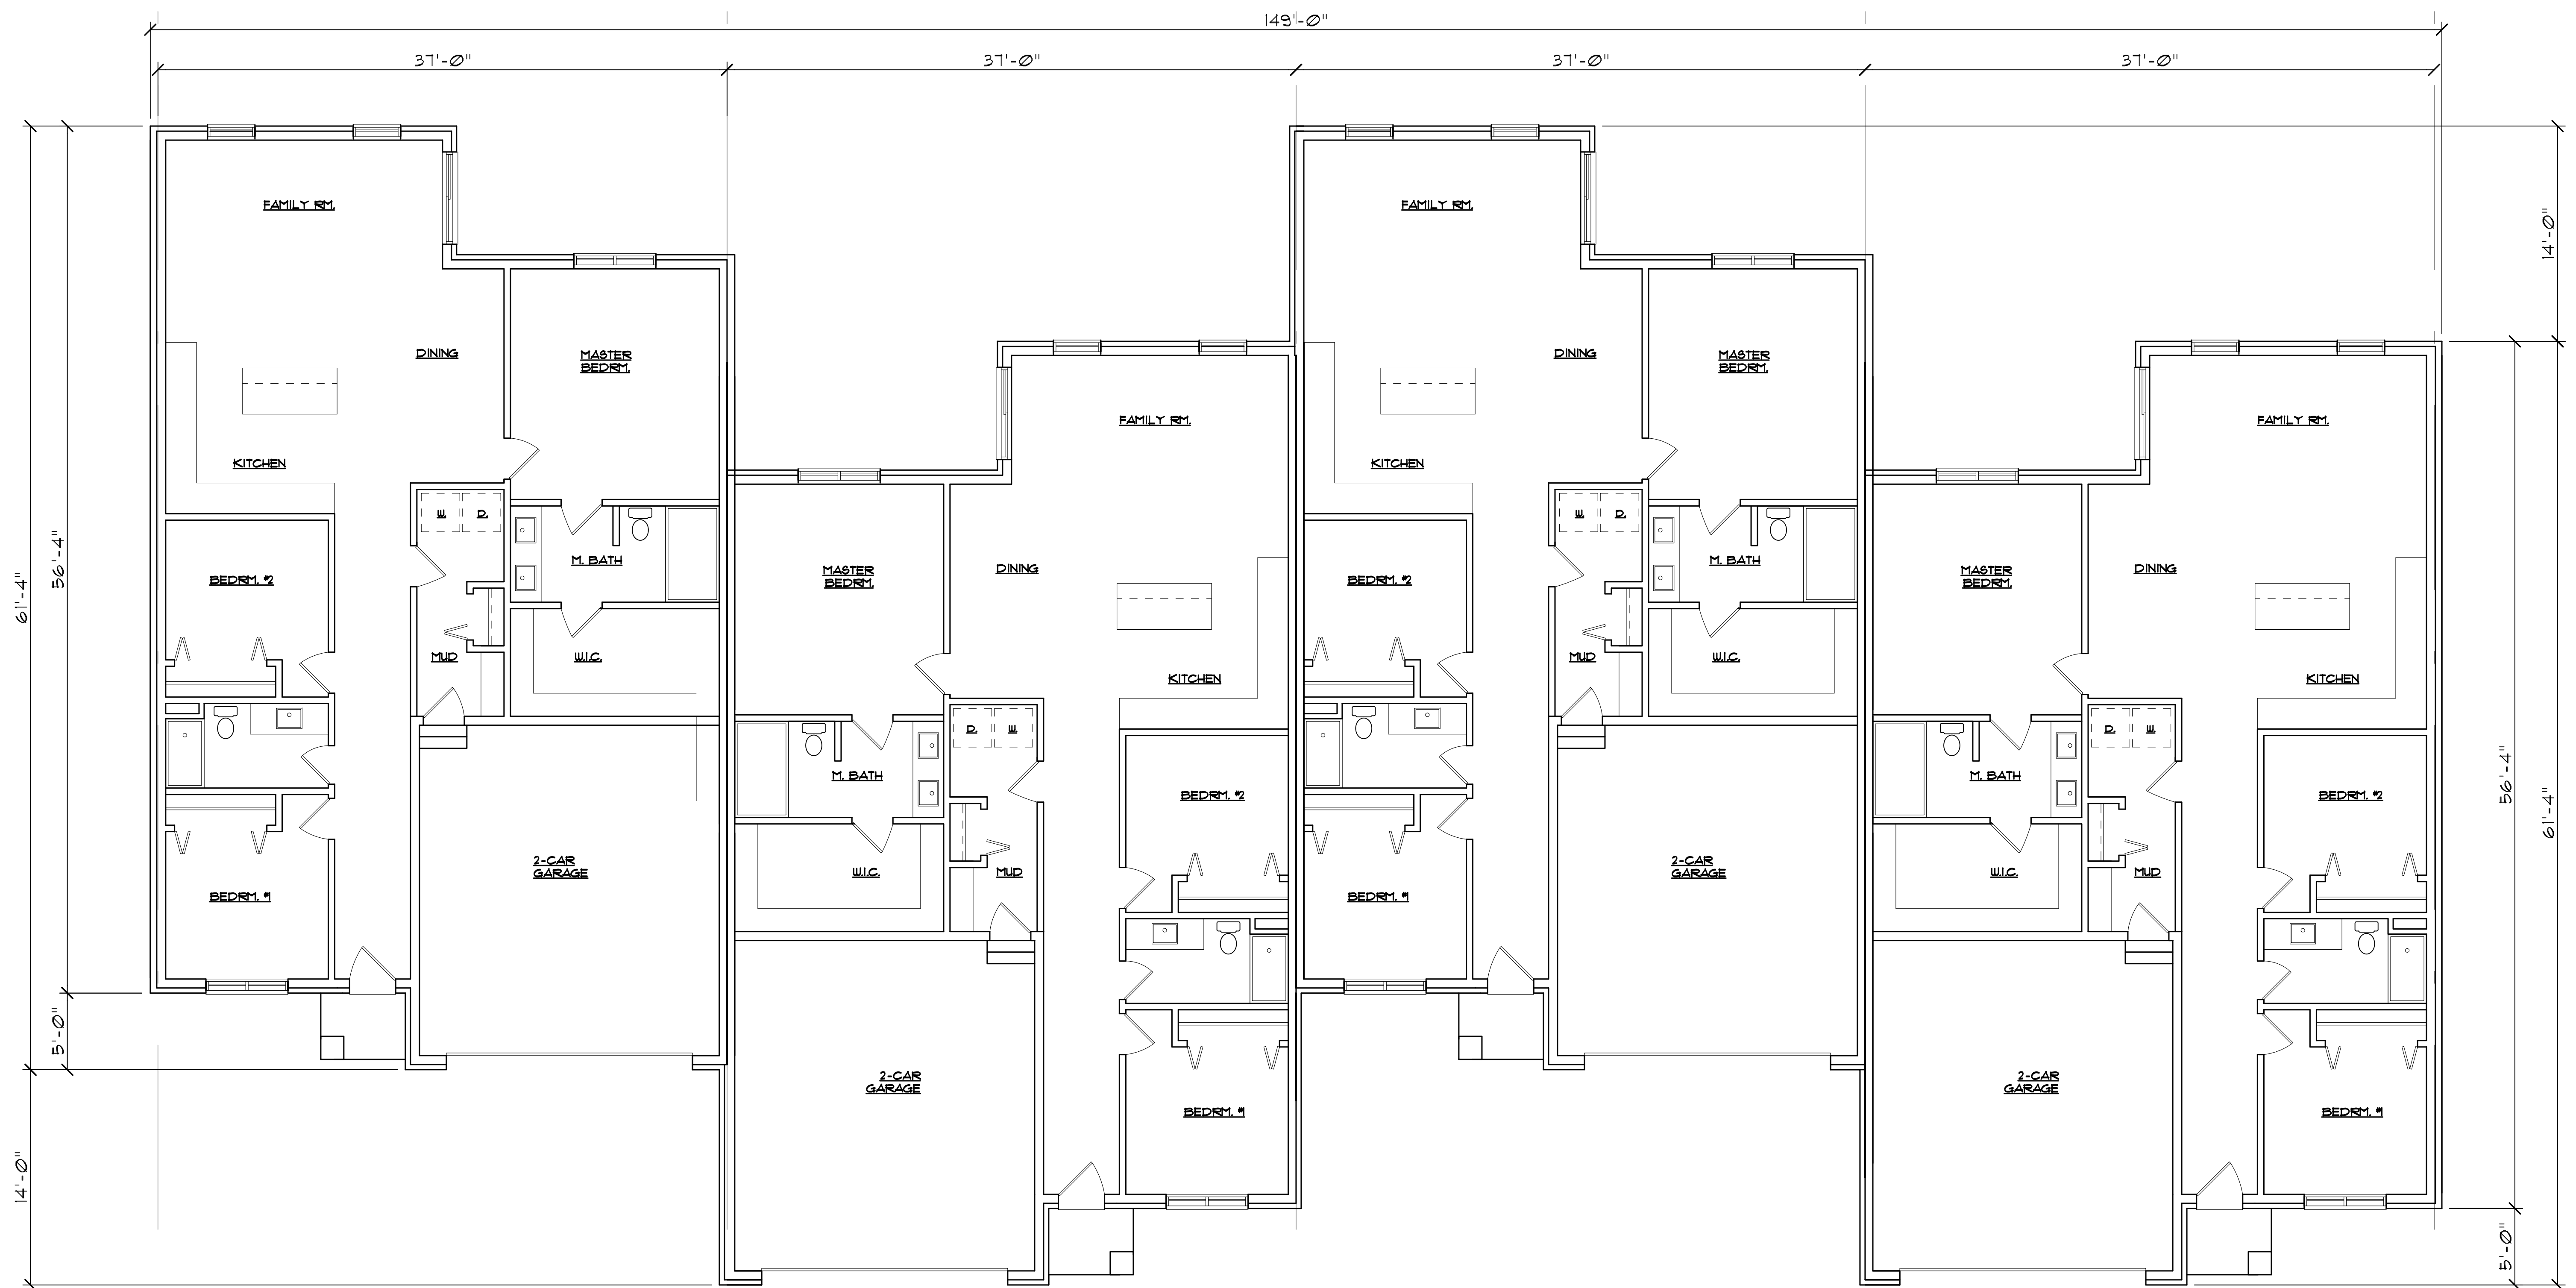 149'-0"
37'-0"
37'-0"
37'-0"
37'-0"
61'-4"
56'-4"
5'-0"
14'-0"
FAMILY RM.
DINING
MASTER
BEDRM.
KITCHEN
W.
D.
M. BATH
BEDRM. #2
MUD
W.I.C.
2-CAR
GARAGE
BEDRM. #1
FAMILY RM.
MASTER
BEDRM.
DINING
KITCHEN
D.
W.
M. BATH
BEDRM. #2
W.I.C.
MUD
2-CAR
GARAGE
BEDRM. #1
FAMILY RM.
DINING
MASTER
BEDRM.
KITCHEN
W.
D.
M. BATH
BEDRM. #2
MUD
W.I.C.
2-CAR
GARAGE
BEDRM. #1
FAMILY RM.
MASTER
BEDRM.
DINING
KITCHEN
D.
W.
M. BATH
BEDRM. #2
W.I.C.
MUD
2-CAR
GARAGE
BEDRM. #1
14'-0"
56'-4"
61'-4"
5'-0"